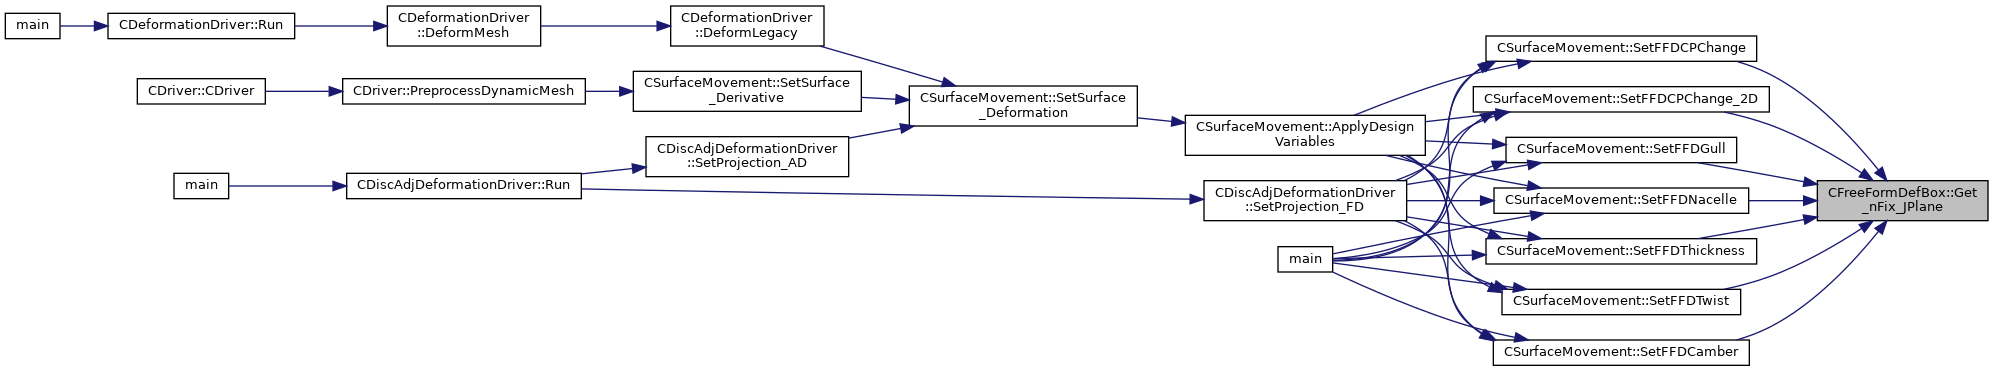 main
CDeformationDriver::Run
CDeformationDriver
::DeformMesh
CDeformationDriver
::DeformLegacy
CDriver::CDriver
CDriver::PreprocessDynamicMesh
CSurfaceMovement::SetSurface
_Derivative
CSurfaceMovement::SetSurface
_Deformation
CDiscAdjDeformationDriver
::SetProjection_AD
main
CDiscAdjDeformationDriver::Run
CSurfaceMovement::ApplyDesign
Variables
CDiscAdjDeformationDriver
::SetProjection_FD
main
CSurfaceMovement::SetFFDCPChange
CSurfaceMovement::SetFFDCPChange_2D
CSurfaceMovement::SetFFDGull
CSurfaceMovement::SetFFDNacelle
CSurfaceMovement::SetFFDThickness
CSurfaceMovement::SetFFDTwist
CSurfaceMovement::SetFFDCamber
CFreeFormDefBox::Get
_nFix_JPlane